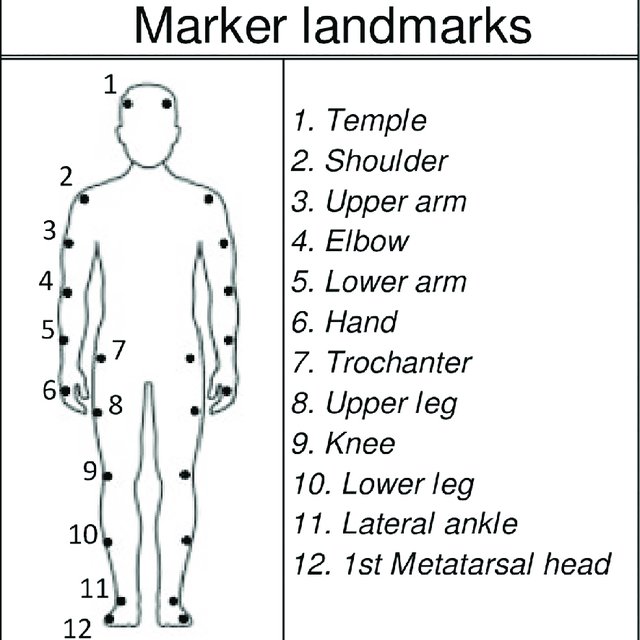 Marker landmarks
1
2
3
4
5
6
7
8
9
10
11
12
1. Temple
2. Shoulder
3. Upper arm
4. Elbow
5. Lower arm
6. Hand
7. Trochanter
8. Upper leg
9. Knee
10. Lower leg
11. Lateral ankle
12. 1st Metatarsal head